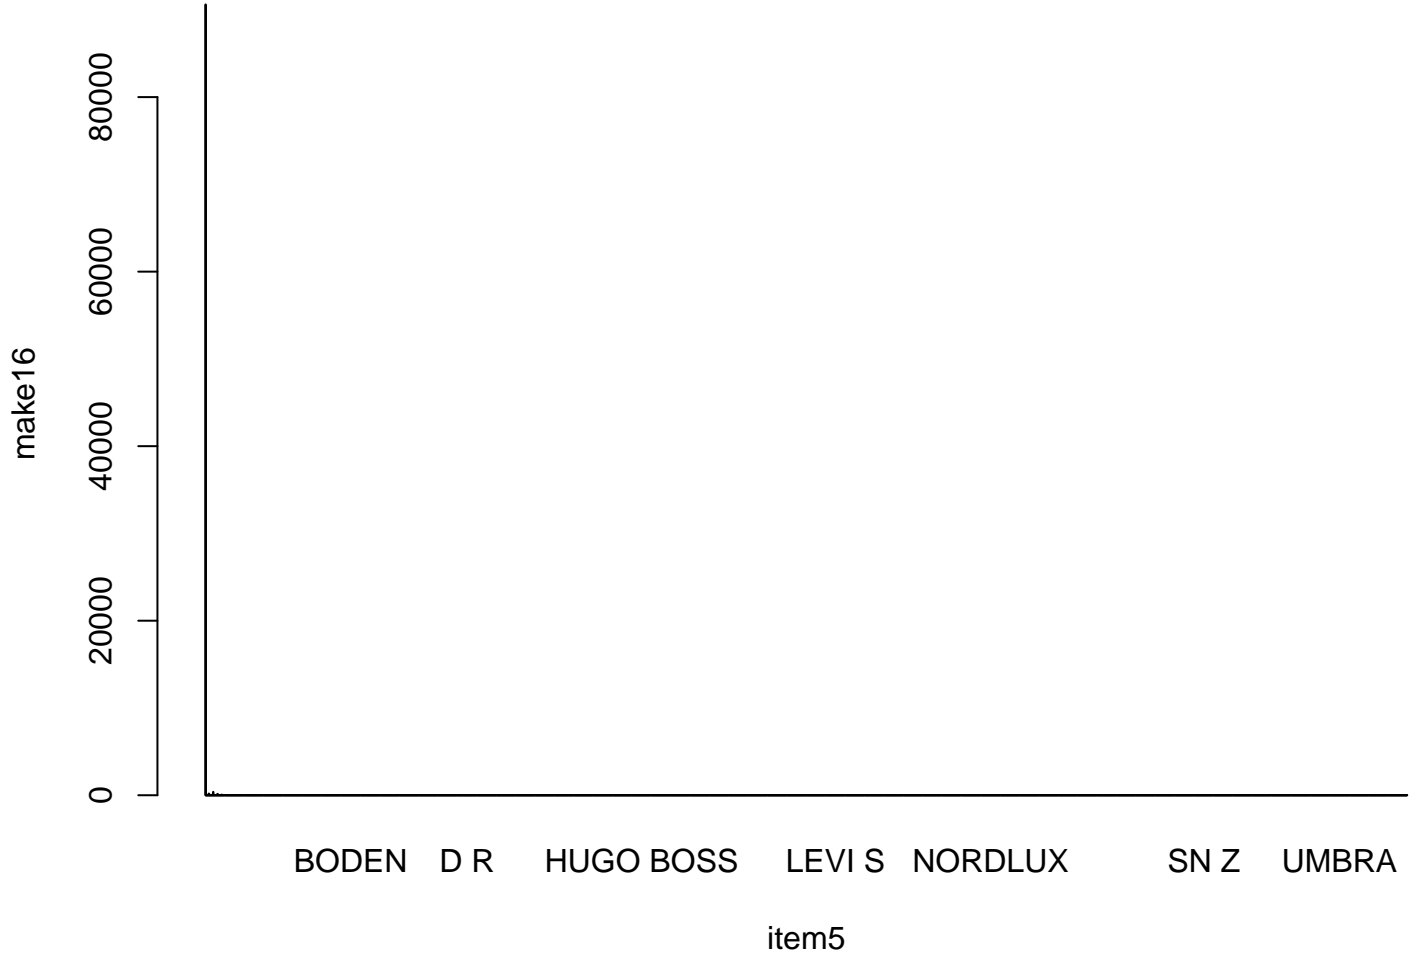 make16
80000
60000
40000
20000
0
BODEN D R HUGO BOSS LEVI S NORDLUX SN Z UMBRA
item5